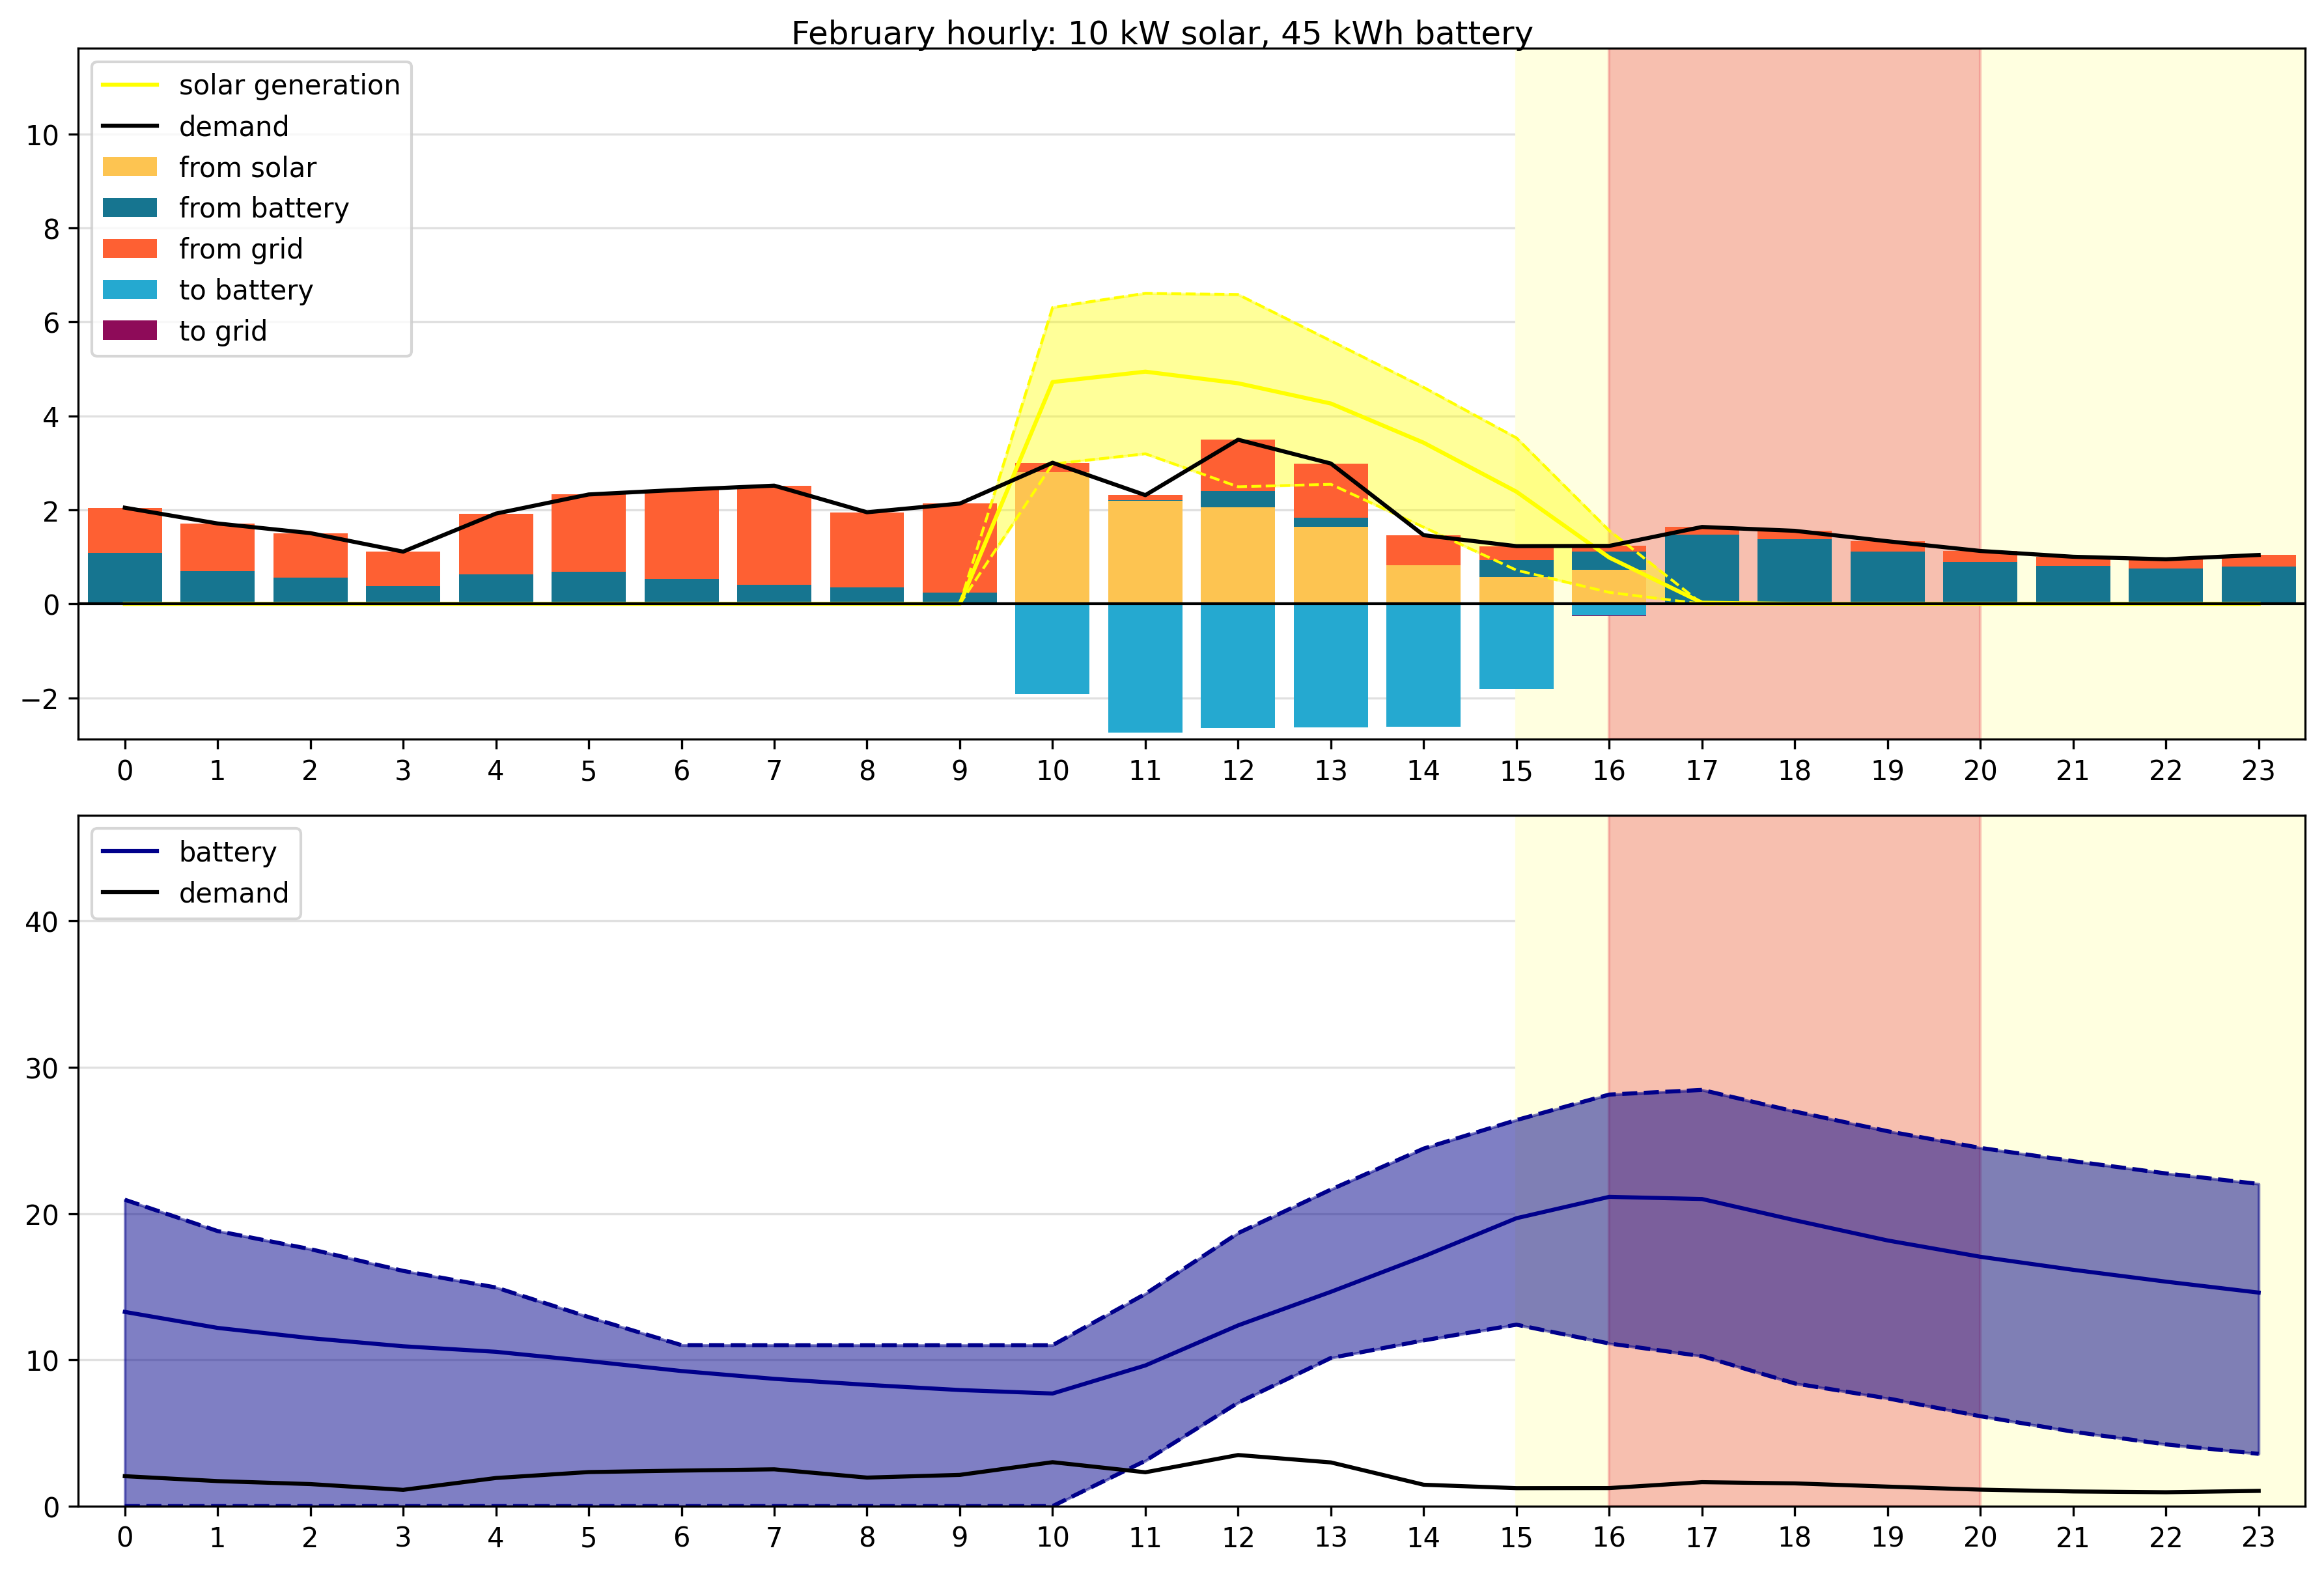 February hourly: 10 kW solar, 45 kWh battery
solar generation
demand
from solar
from battery
from grid
to battery
to grid
10
8
6
4
2
0
−2
0 1 2 3 4 5 6 7 8 9 10 11 12 13 14 15 16 17 18 19 20 21 22 23
battery
demand
40
30
20
10
0
0 1 2 3 4 5 6 7 8 9 10 11 12 13 14 15 16 17 18 19 20 21 22 23